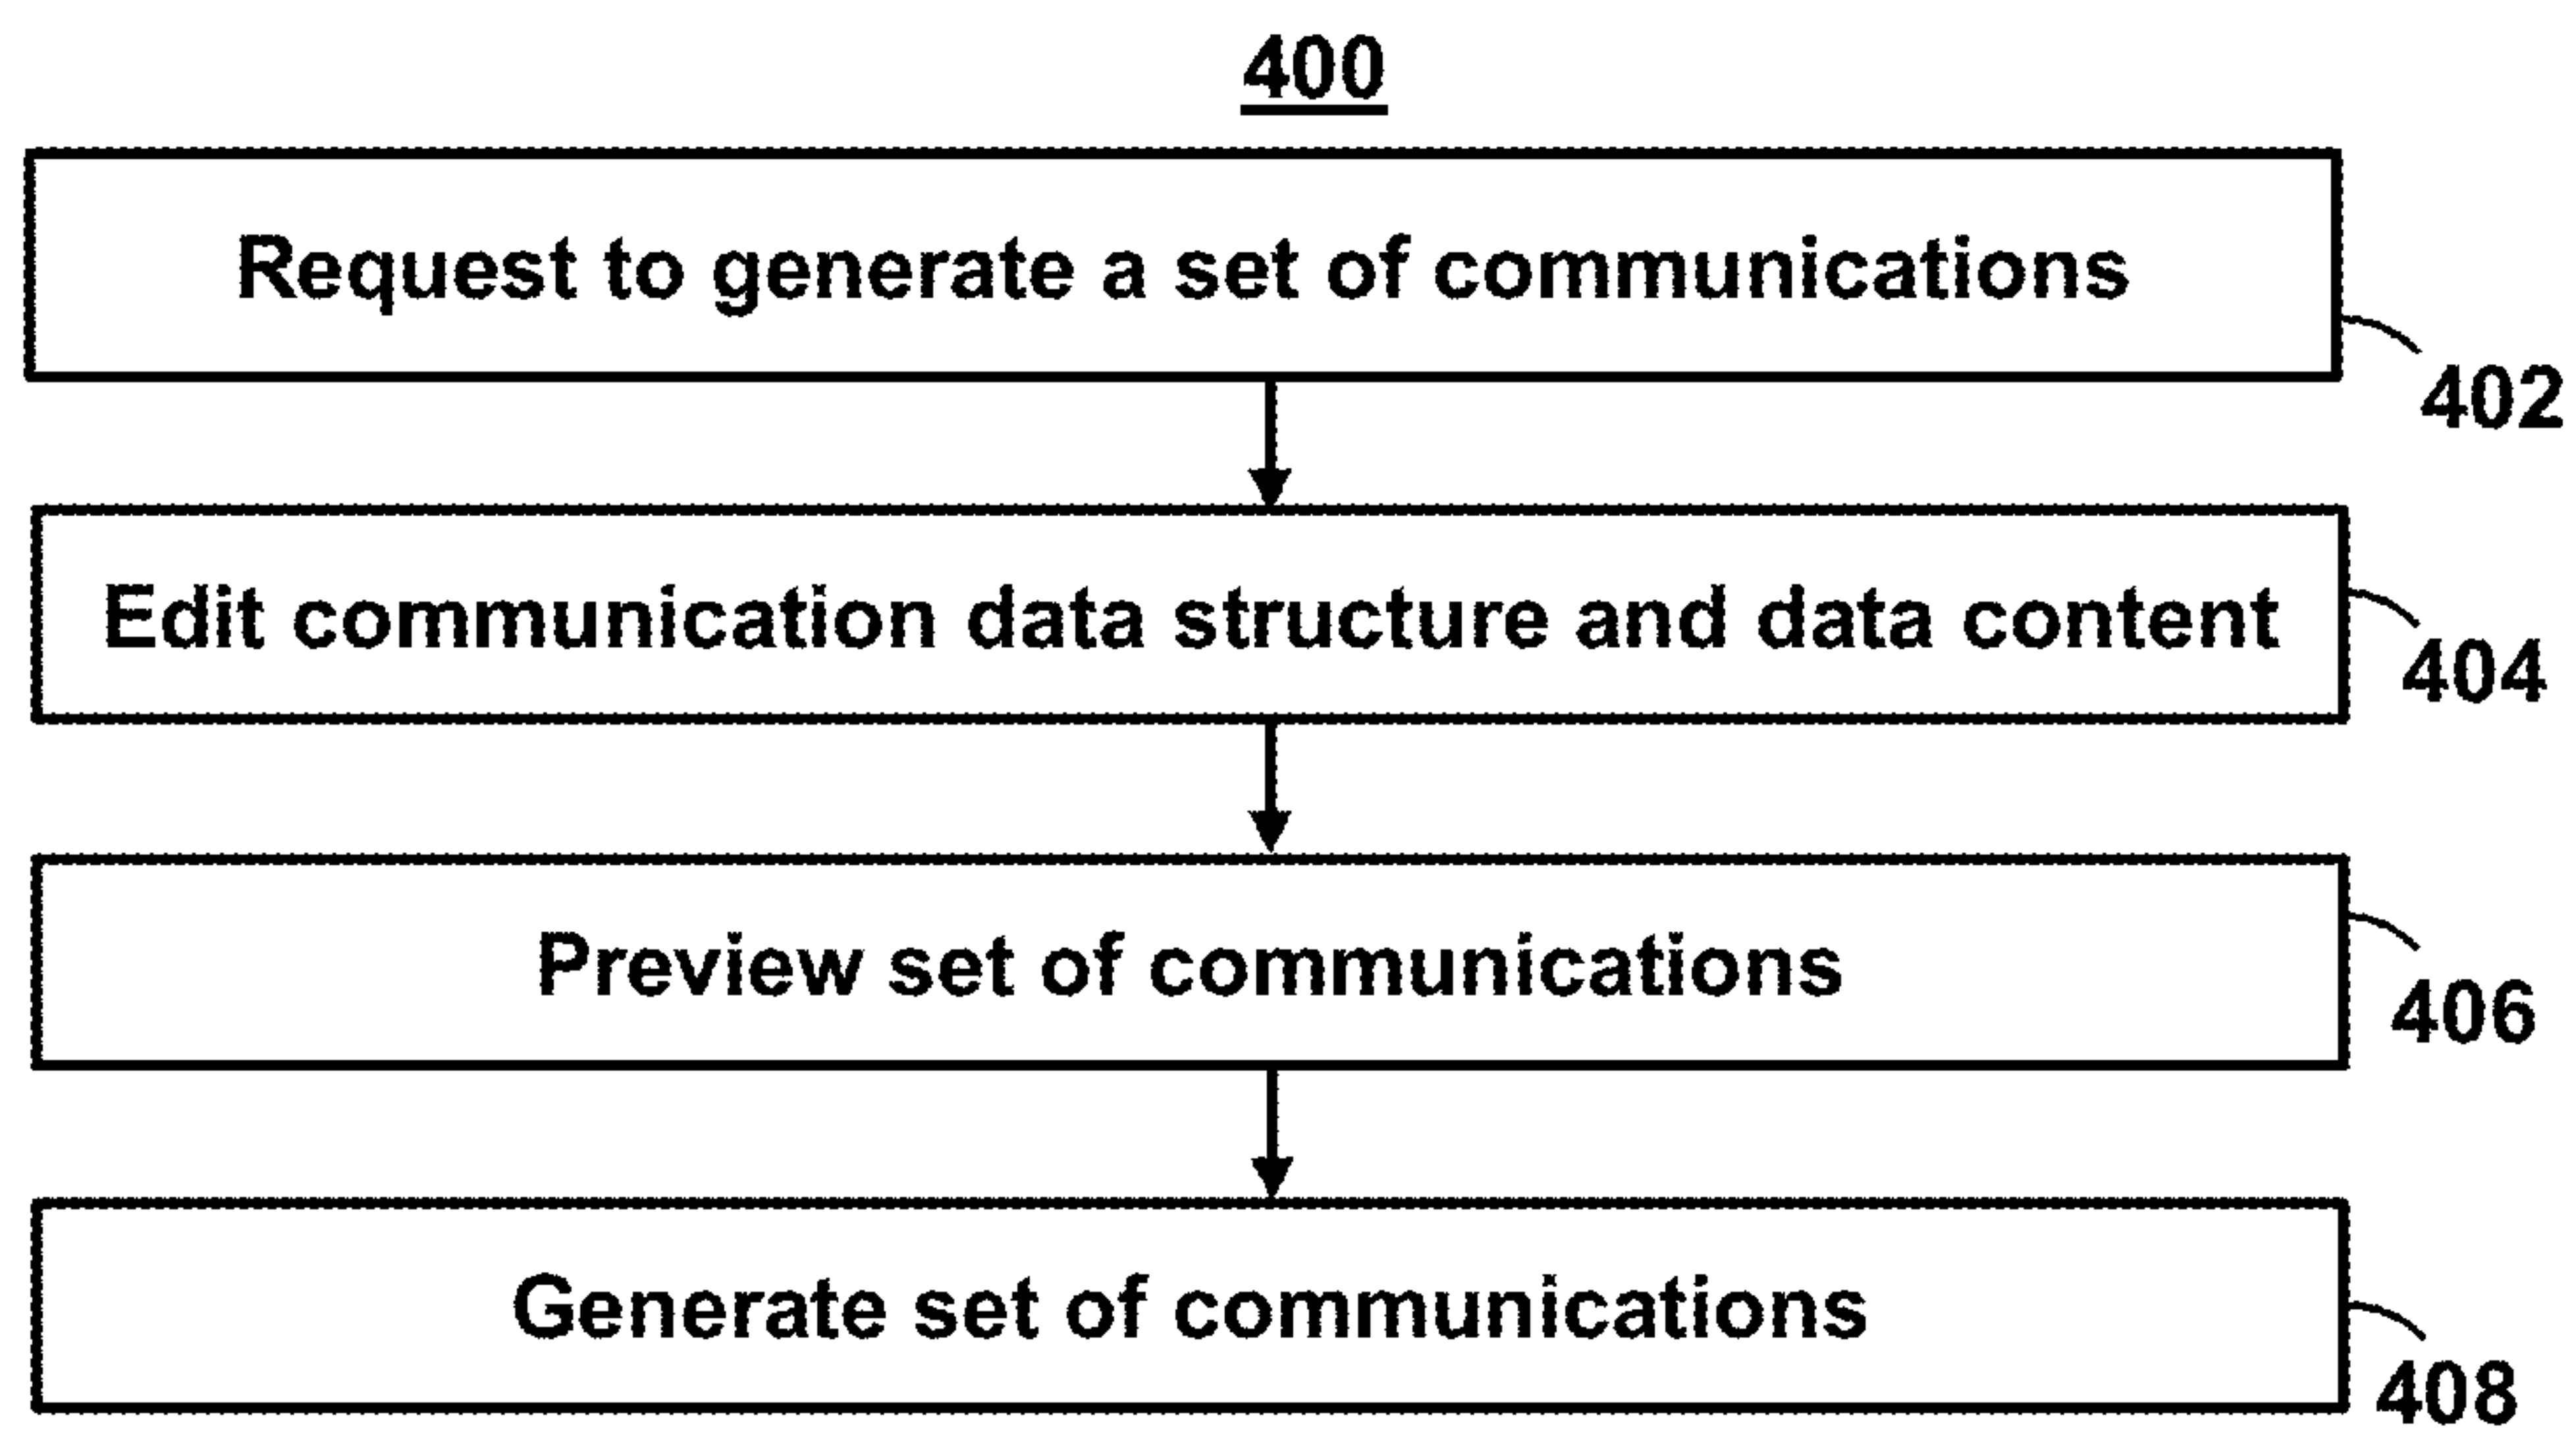 400
Request to generate a set of communications
402
Edit communication data structure and data content
404
Preview set of communications
406
Generate set of communications
408